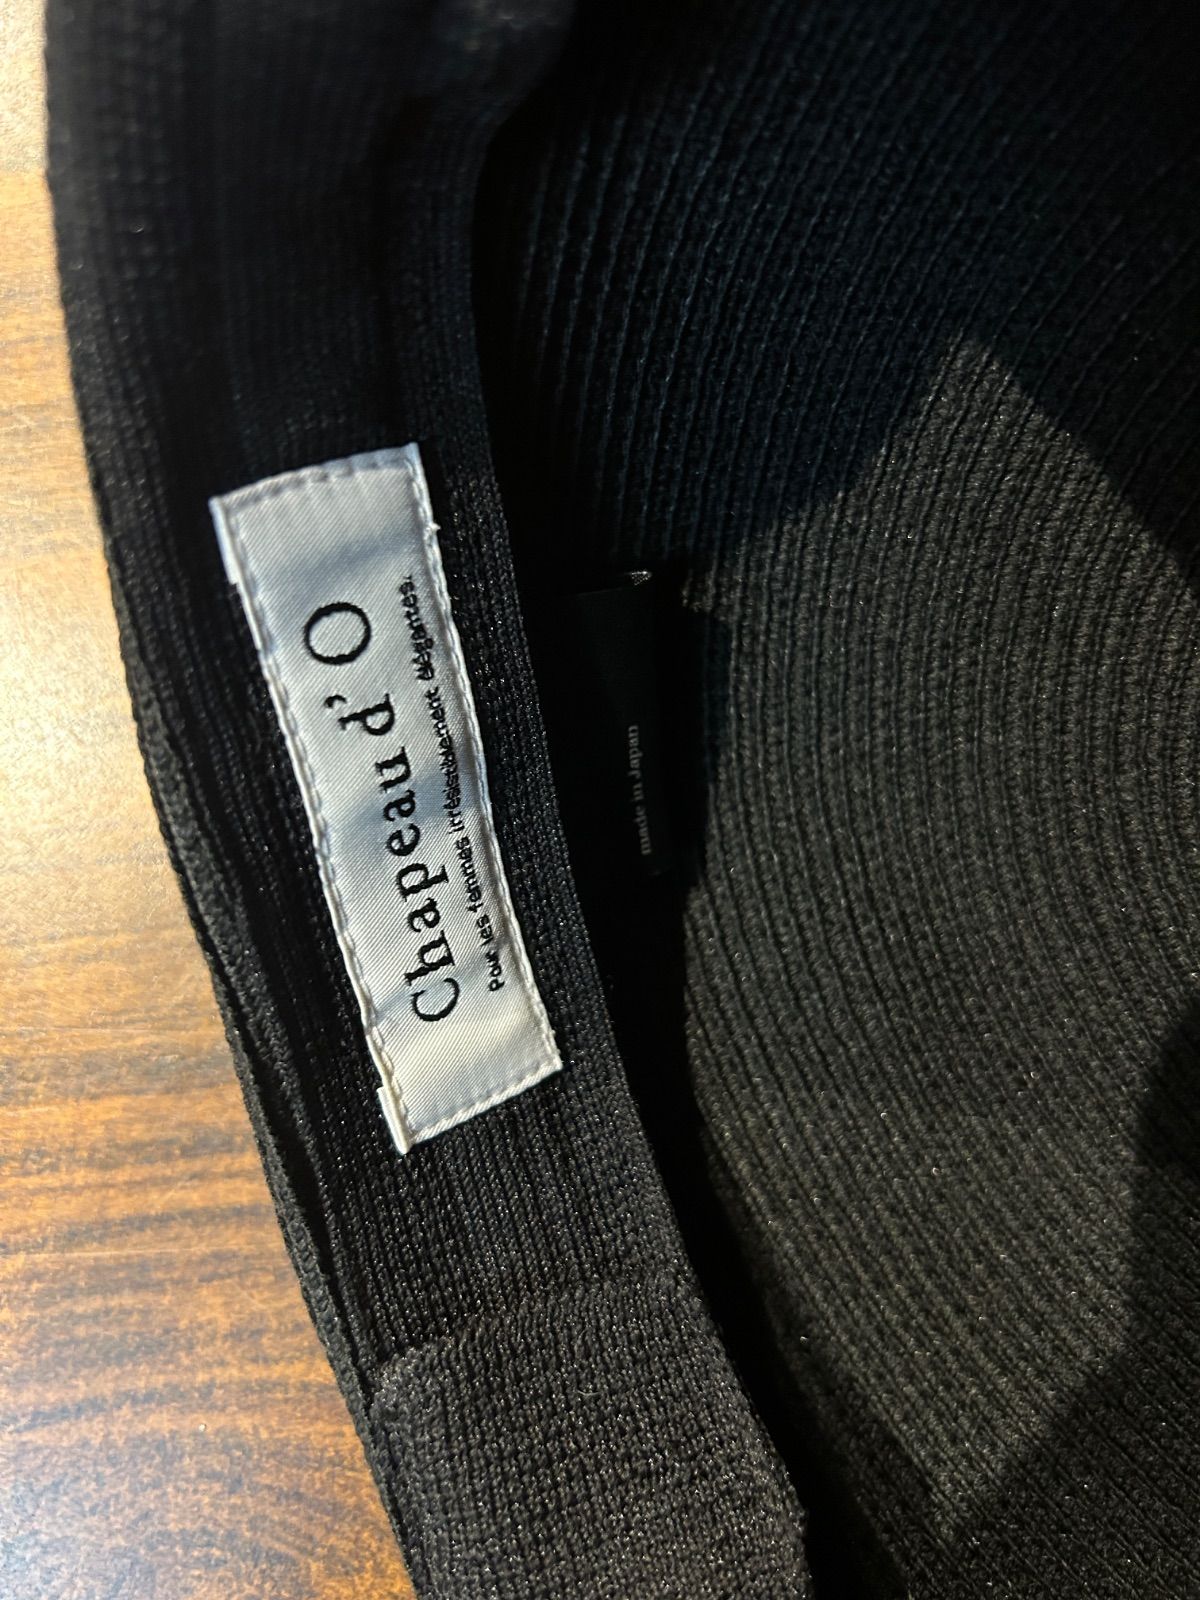 Chapeau d'O
Pour les femmes irrésistiblement élégantes.
made in Japan